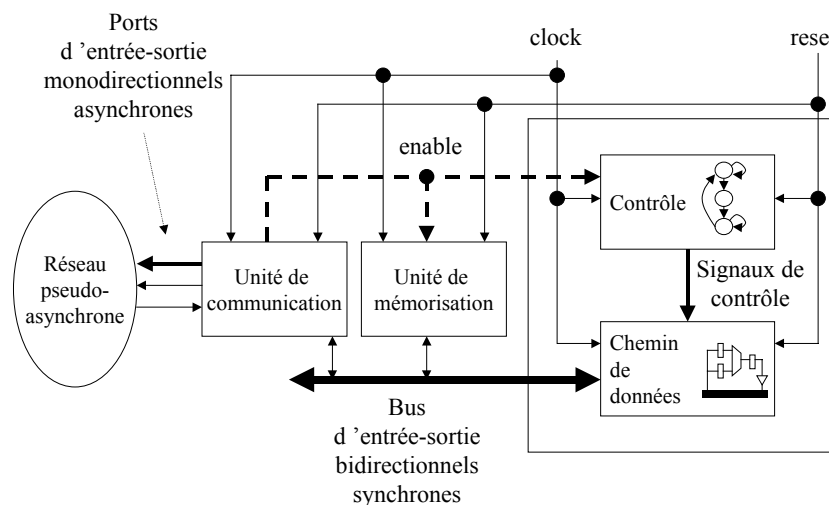 Ports
d ’entrée-sortie
monodirectionnels
asynchrones
clock
rese
enable
Contrôle
Réseau
pseudo-
asynchrone
Unité de
communication
Unité de
mémorisation
Signaux de
contrôle
Chemin
de
données
Bus
d ’entrée-sortie
bidirectionnels
synchrones